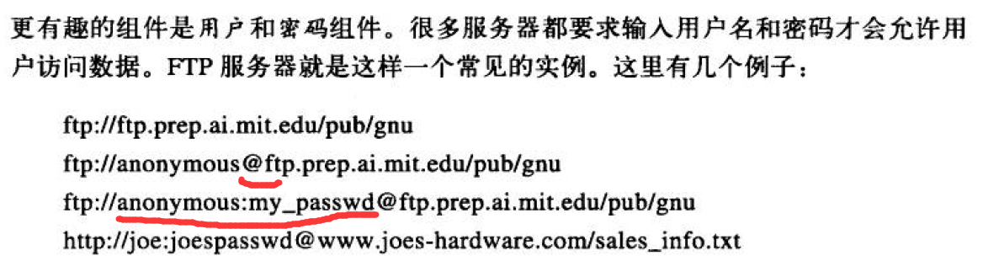 更有趣的组件是用户和密码组件。很多服务器都要求输入用户名和密码才会允许用
户访问数据。FTP 服务器就是这样一个常见的实例。这里有几个例子：
ftp://ftp.prep.ai.mit.edu/pub/gnu
ftp://anonymous@ftp.prep.ai.mit.edu/pub/gnu
ftp://anonymous:my_passwd@ftp.prep.ai.mit.edu/pub/gnu
http://joe:joespasswd@www.joes-hardware.com/sales_info.txt